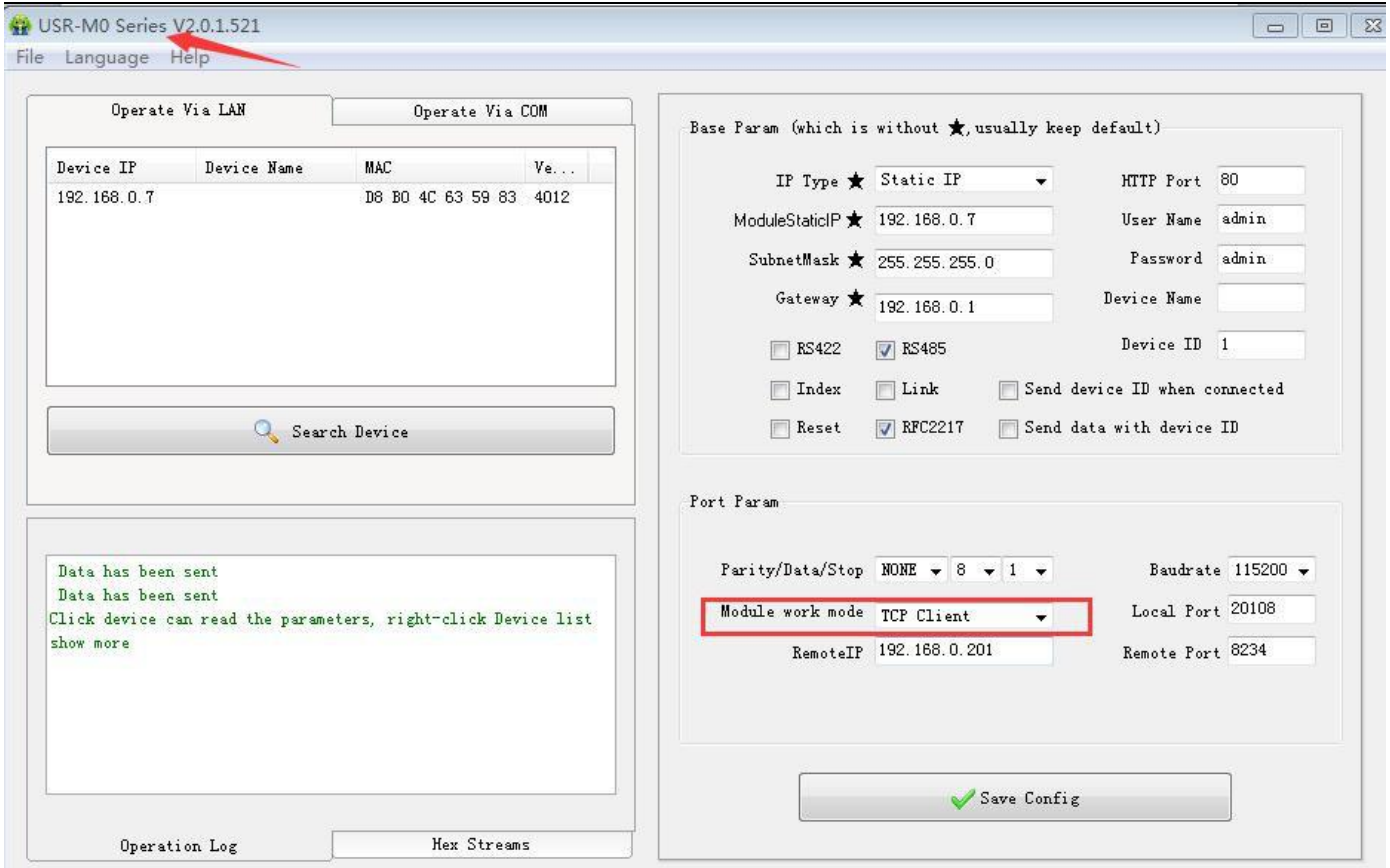 USR-M0 Series V2.0.1.521
File Language Help
Operate Via LAN Operate Via COM
Device IP Device Name MAC Ve...
192.168.0.7 D8 B0 4C 63 59 83 4012
Search Device
Data has been sent
Data has been sent
Click device can read the parameters, right-click Device list
show more
Operation Log Hex Streams
Base Param (which is without ★,usually keep default)
IP Type ★ Static IP HTTP Port 80
ModuleStaticIP ★ 192.168.0.7 User Name admin
SubnetMask ★ 255.255.255.0 Password admin
Gateway ★ 192.168.0.1 Device Name
RS422 RS485 Device ID 1
Index Link Send device ID when connected
Reset RFC2217 Send data with device ID
Port Param
Parity/Data/Stop NONE 8 1 Baudrate 115200
Module work mode TCP Client Local Port 20108
RemoteIP 192.168.0.201 Remote Port 8234
Save Config